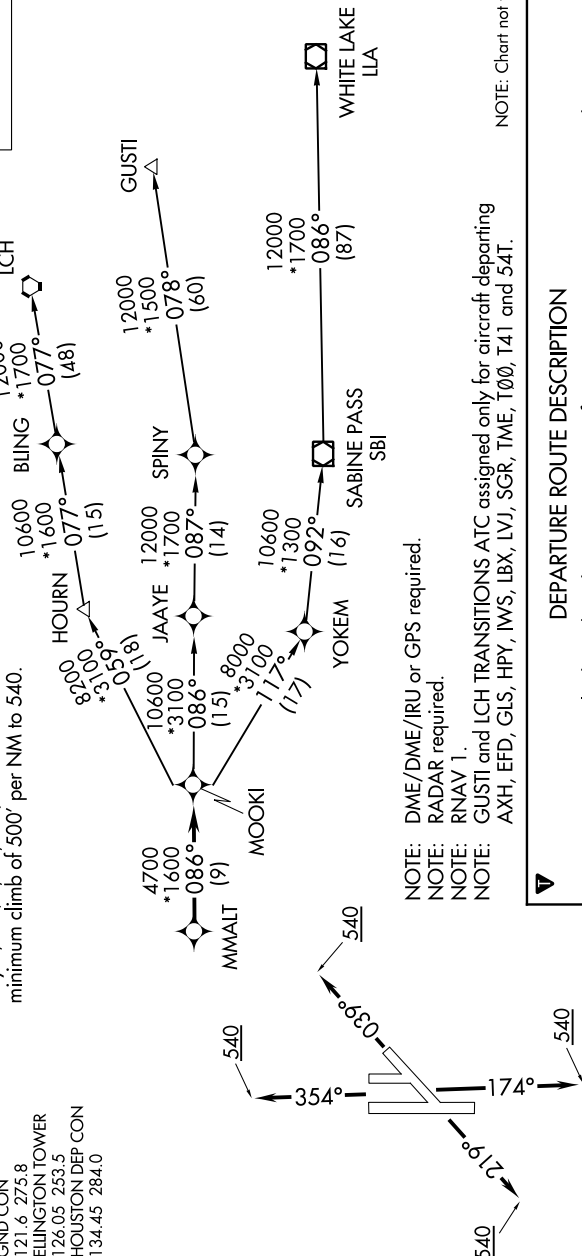 GND CON
121.6 275.8
ELLINGTON TOWER
126.05 253.5
HOUSTON DEP CON
134.45 284.0
minimum climb of 500' per NM to 540.
MMALT
4700
*1600
086°
(9)
MOOKI
8200
*3100
059°
(18)
HOURN
10600
*1600
077°
(15)
BLING
*1700
077°
(48)
LCH
10600
*3100
086°
(15)
JAAYE
12000
*1700
087°
(14)
SPINY
12000
*1500
078°
(60)
GUSTI
8000
*3100
117°
(17)
YOKEM
10600
*1300
092°
(16)
SABINE PASS
SBI
12000
*1700
086°
(87)
WHITE LAKE
LLA
540
354°
540
039°
540
174°
540
219°
NOTE: DME/DME/IRU or GPS required.
NOTE: RADAR required.
NOTE: RNAV 1.
NOTE: GUSTI and LCH TRANSITIONS ATC assigned only for aircraft departing
AXH, EFD, GLS, HPY, IWS, LBX, LVJ, SGR, TME, TØØ, T41 and 54T.
NOTE: Chart not
T
DEPARTURE ROUTE DESCRIPTION